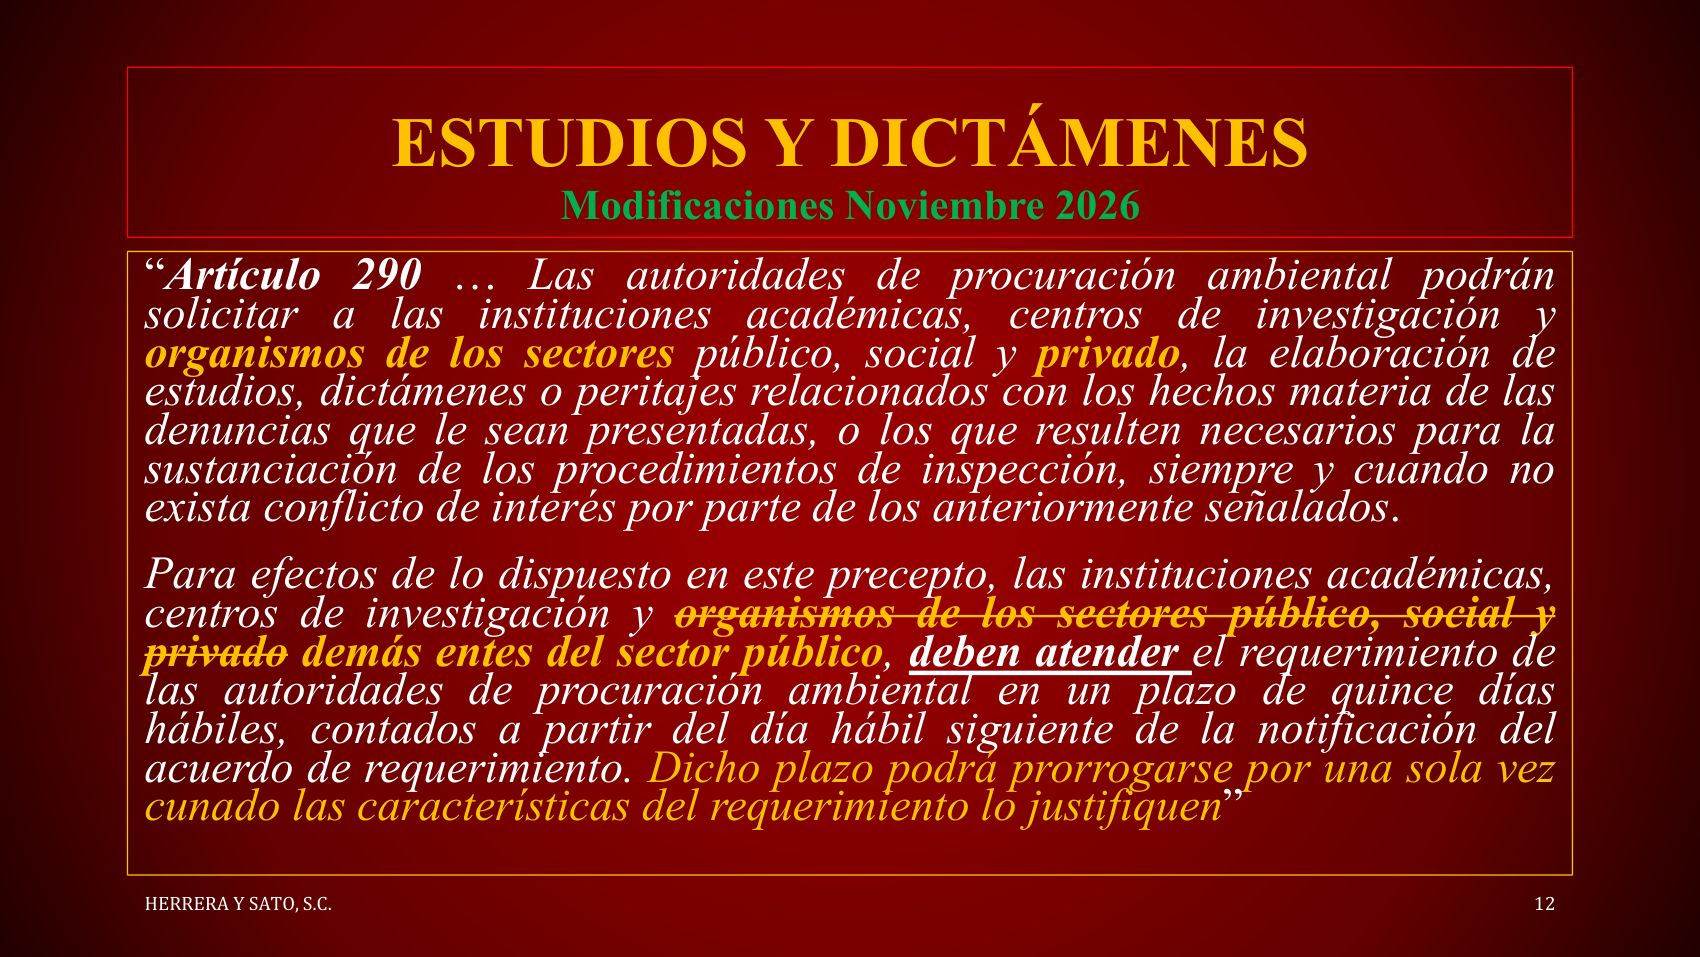 ESTUDIOS Y DICTÁMENES
Modificaciones Noviembre 2026
“Artículo 290 … Las autoridades de procuración ambiental podrán
solicitar a las instituciones académicas, centros de investigación y
organismos de los sectores público, social y privado, la elaboración de
estudios, dictámenes o peritajes relacionados con los hechos materia de las
denuncias que le sean presentadas, o los que resulten necesarios para la
sustanciación de los procedimientos de inspección, siempre y cuando no
exista conflicto de interés por parte de los anteriormente señalados.
Para efectos de lo dispuesto en este precepto, las instituciones académicas,
centros de investigación y organismos de los sectores público, social y
privado demás entes del sector público, deben atender el requerimiento de
las autoridades de procuración ambiental en un plazo de quince días
hábiles, contados a partir del día hábil siguiente de la notificación del
acuerdo de requerimiento. Dicho plazo podrá prorrogarse por una sola vez
cunado las características del requerimiento lo justifiquen”
HERRERA Y SATO, S.C.
12